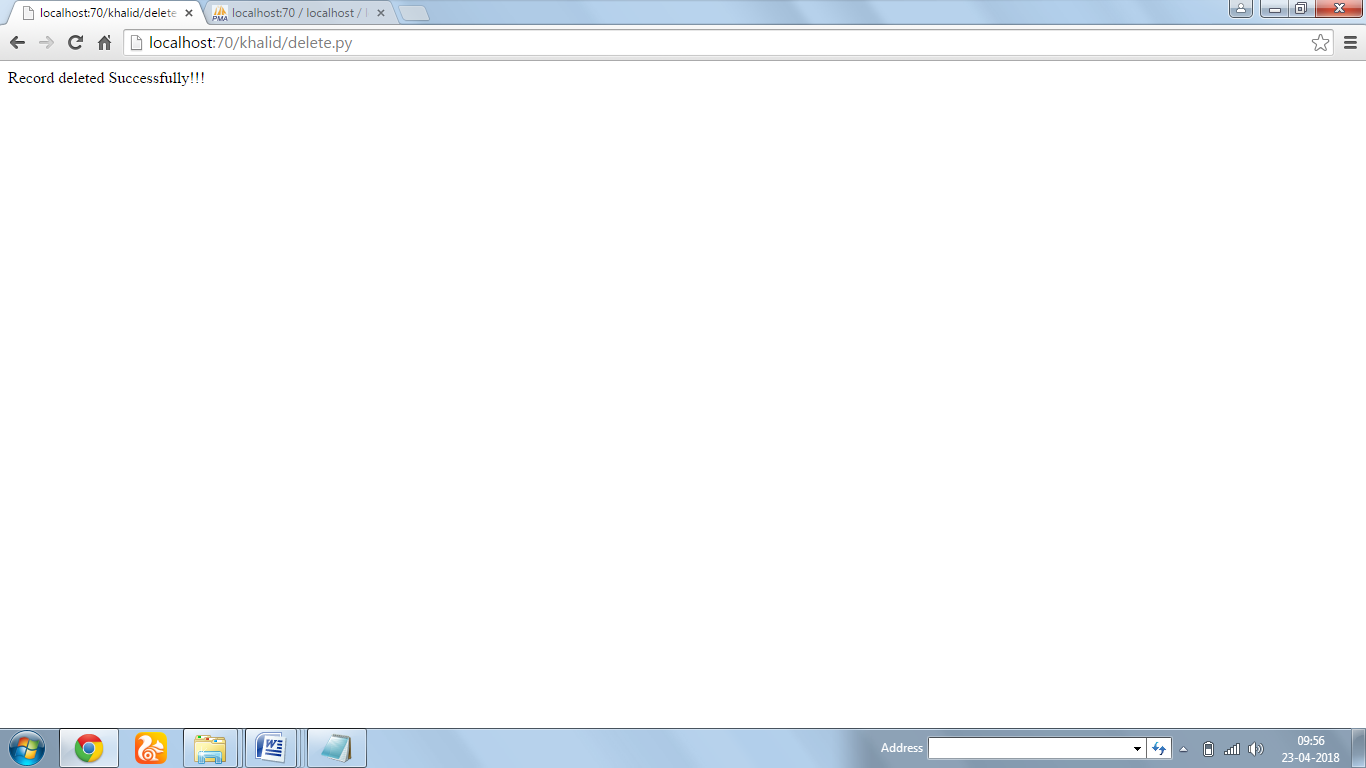 localhost:70/khalid/delete
PMA
localhost:70 / localhost /
localhost:70/khalid/delete.py
Record deleted Successfully!!!
Address
09:56
23-04-2018